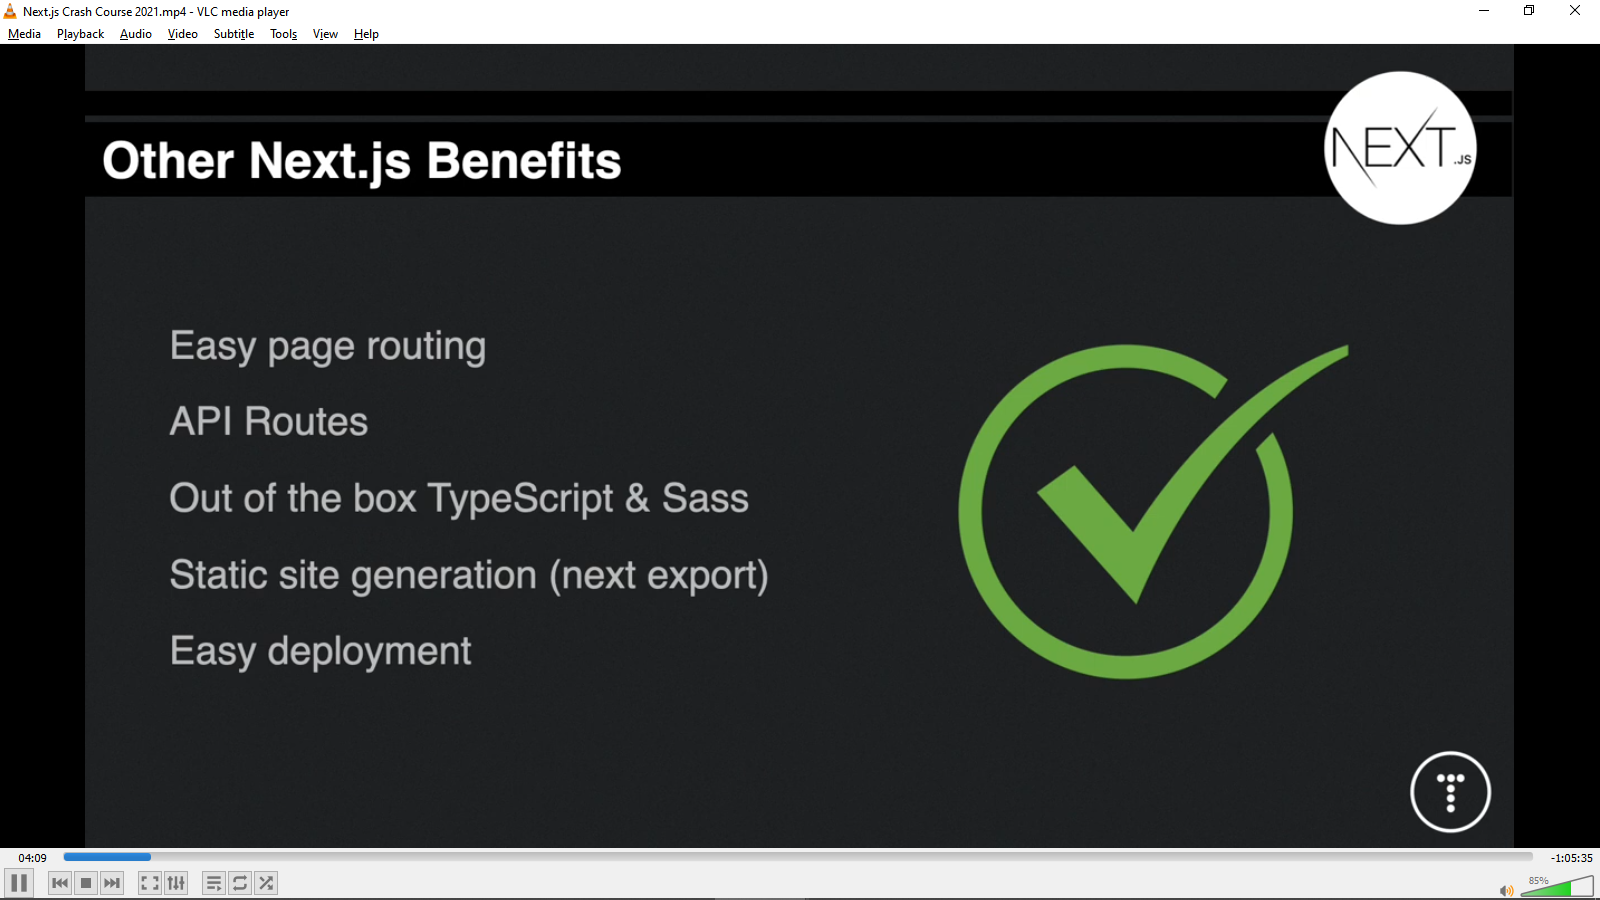 Next.js Crash Course 2021.mp4 - VLC media player
Media Playback Audio Video Subtitle Tools View Help
NEXT.JS
Other Next.js Benefits
Easy page routing
API Routes
Out of the box TypeScript & Sass
Static site generation (next export)
Easy deployment
T
04:09 -1:05:35
85%